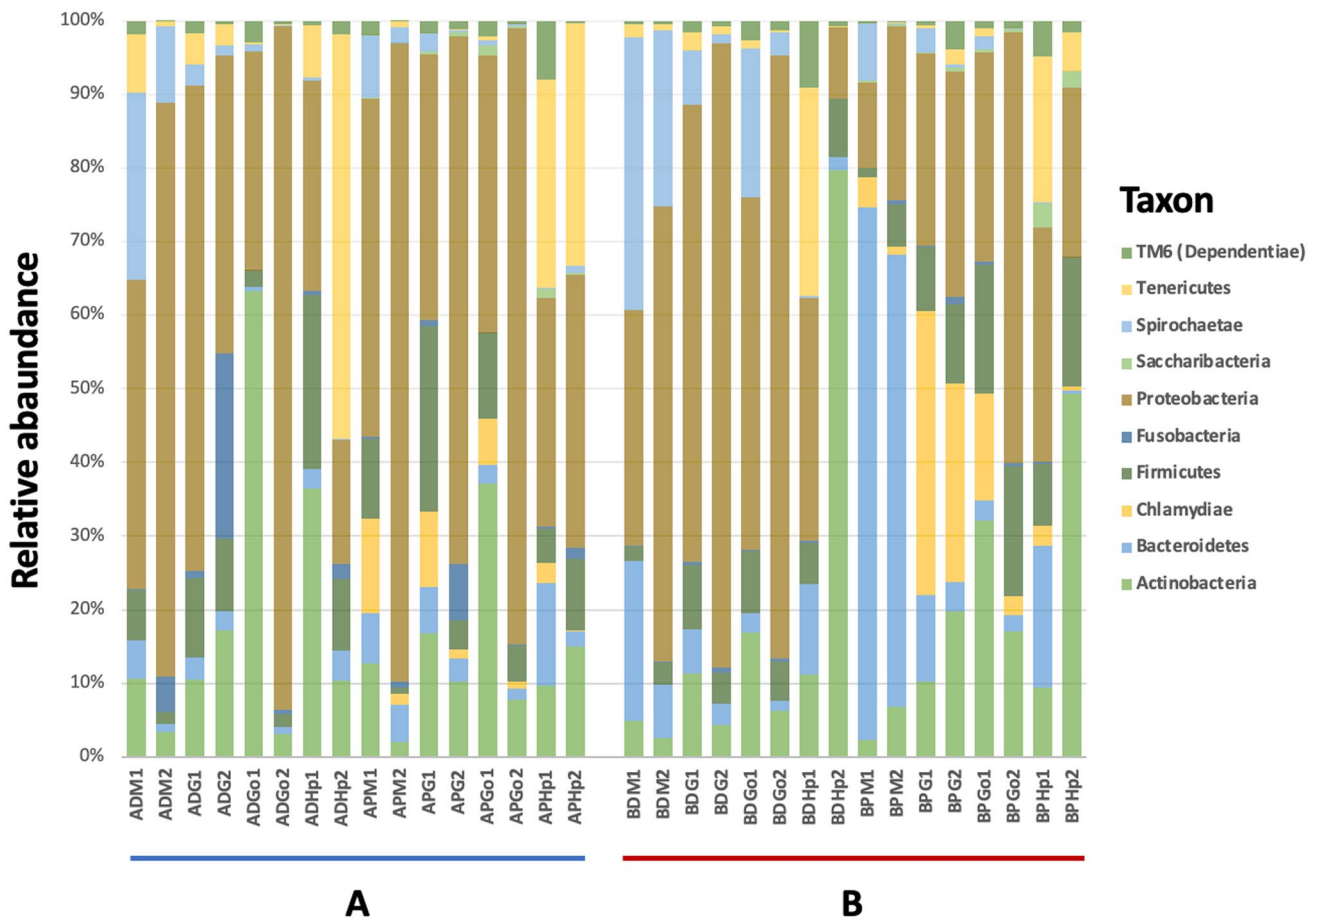 100%
90%
80%
70%
60%
50%
40%
30%
20%
10%
0%
Relative abaundance
ADM1
ADM2
ADG1
ADG2
ADGo1
ADGo2
ADHp1
ADHp2
APM1
APM2
APG1
APG2
APGo1
APGo2
APHp1
APHp2
BDM1
BDM2
BDG1
BDG2
BDGo1
BDGo2
BDHp1
BDHp2
BPM1
BPM2
BPG1
BPG2
BPGo1
BPGo2
BPHp1
BPHp2
A
B
Taxon
TM6 (Dependentiae)
Tenericutes
Spirochaetae
Saccharibacteria
Proteobacteria
Fusobacteria
Firmicutes
Chlamydiae
Bacteroidetes
Actinobacteria